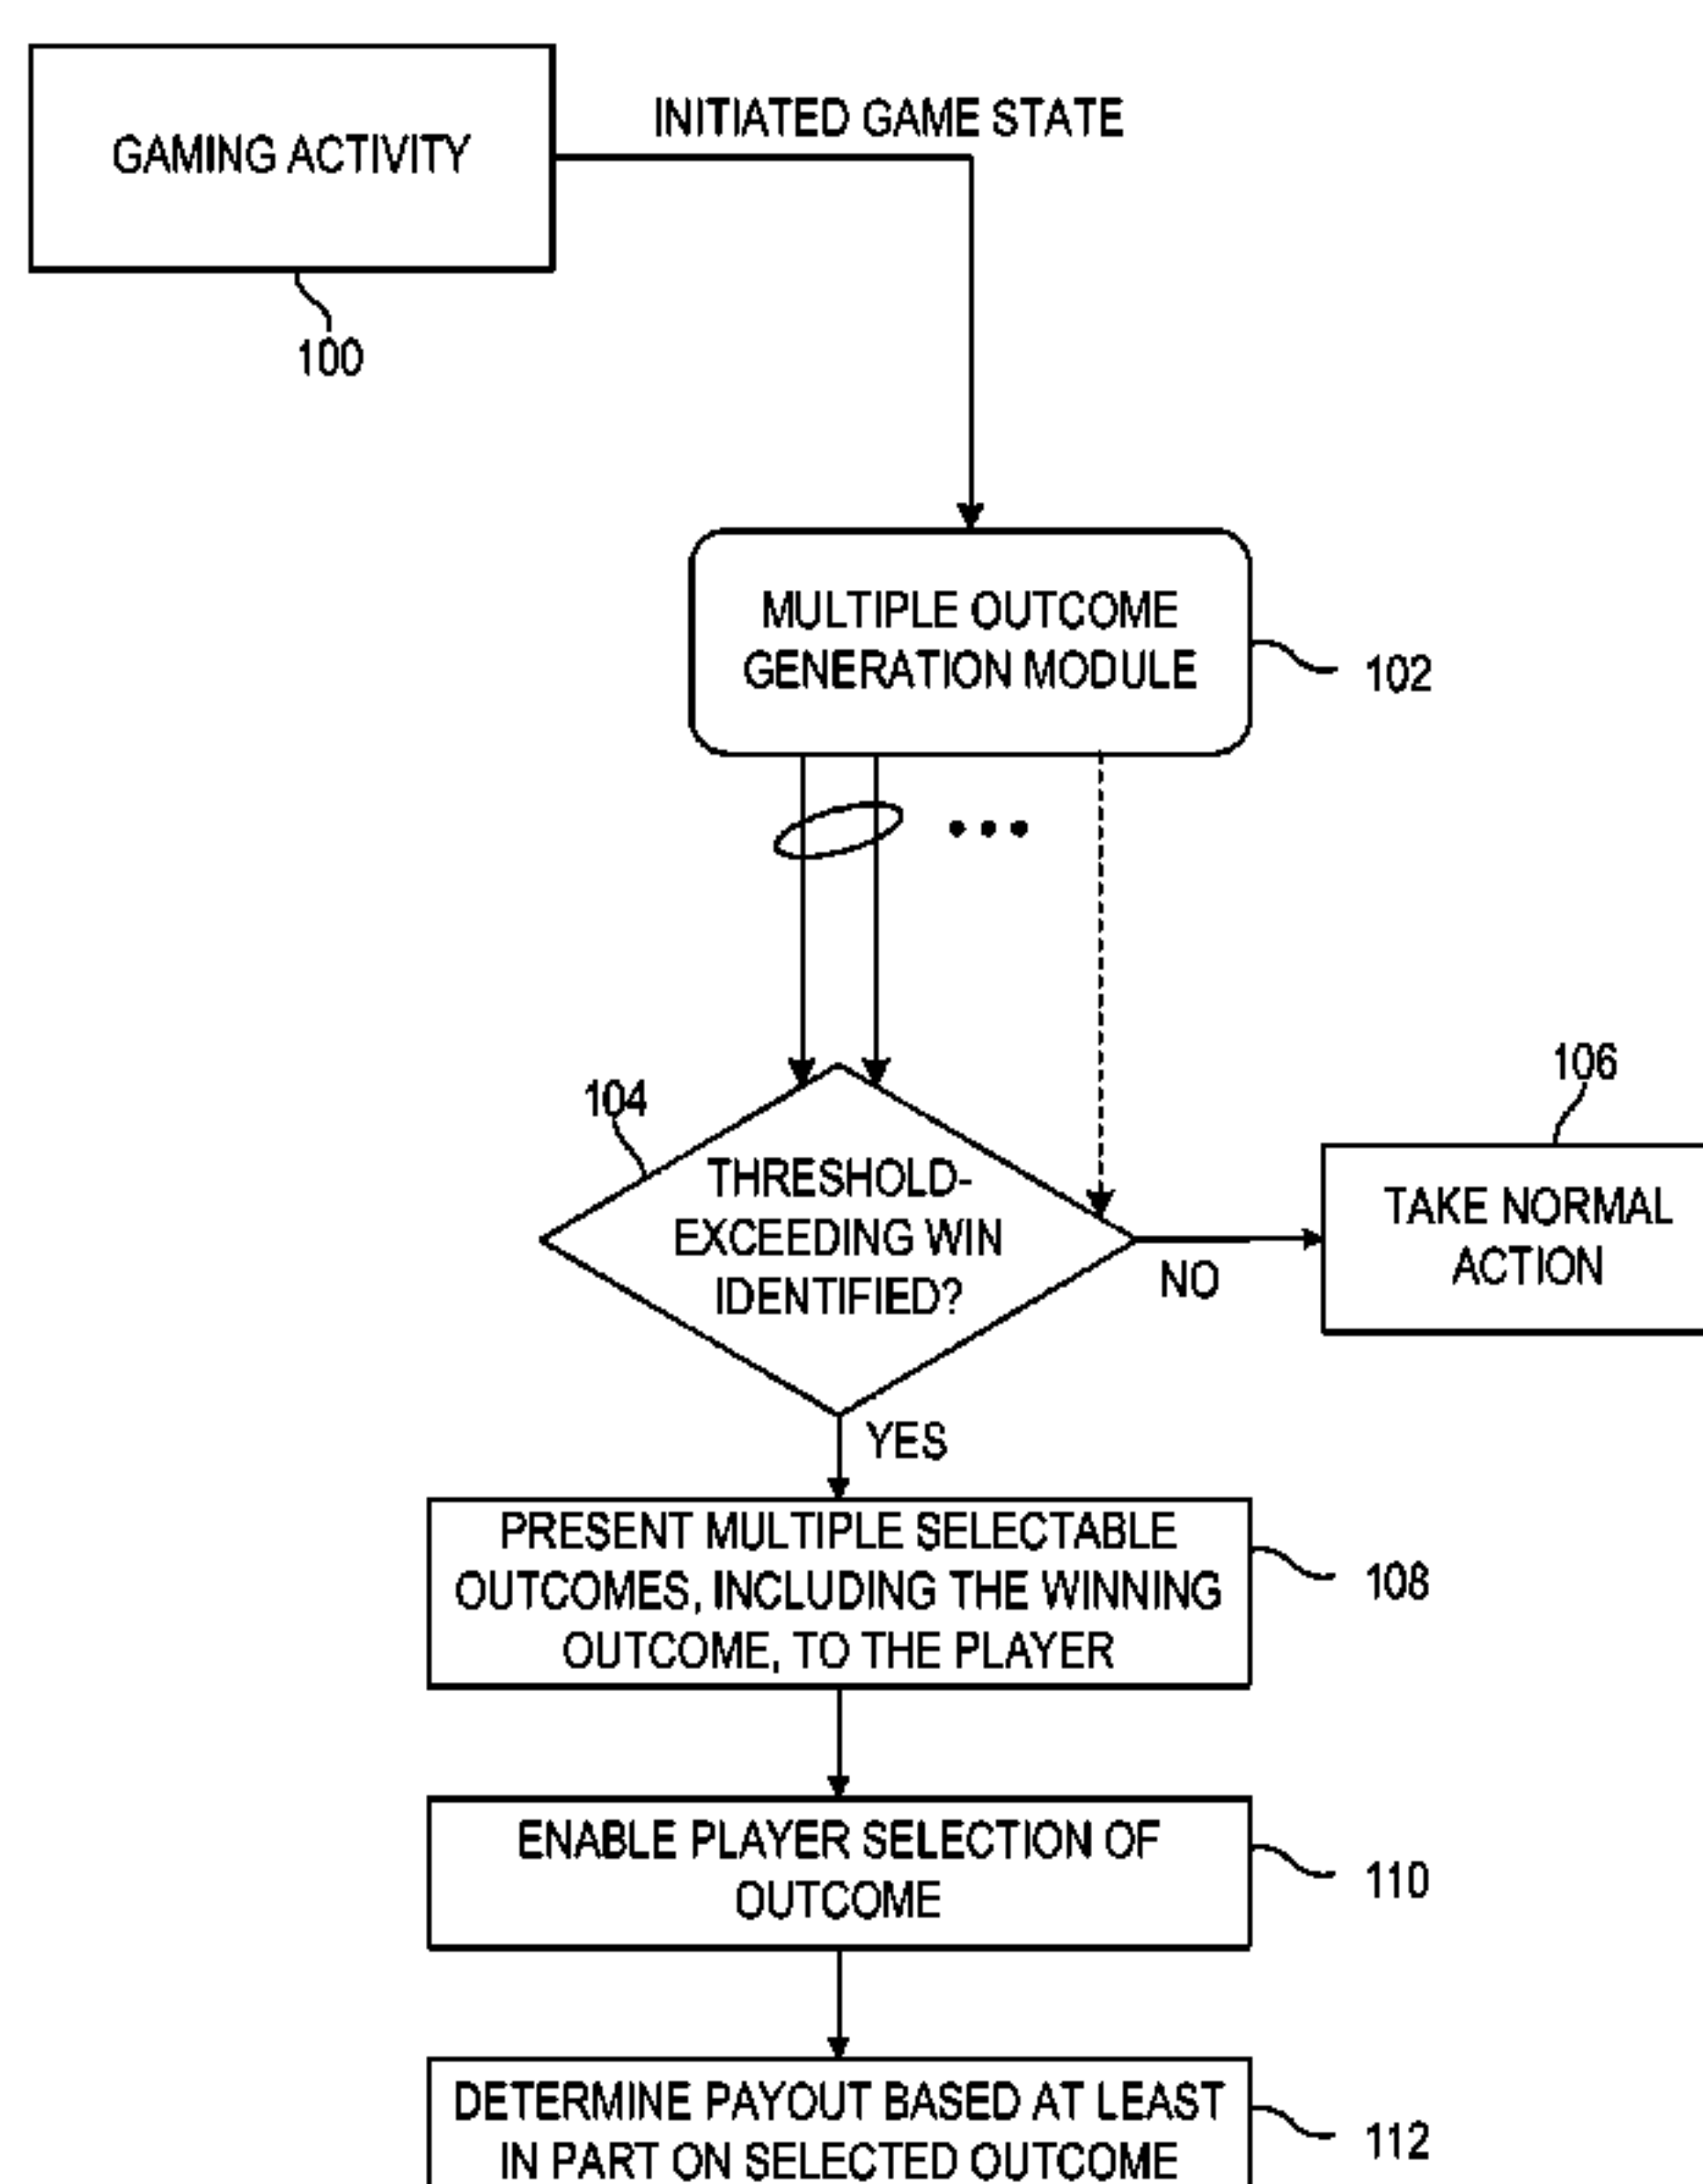 INITIATED GAME STATE
GAMING ACTIVITY
100
MULTIPLE OUTCOME
GENERATION MODULE
102
104
106
THRESHOLD-
EXCEEDING WIN
IDENTIFIED?
NO
TAKE NORMAL
ACTION
YES
PRESENT MULTIPLE SELECTABLE
OUTCOMES, INCLUDING THE WINNING
OUTCOME, TO THE PLAYER
108
ENABLE PLAYER SELECTION OF
OUTCOME
110
DETERMINE PAYOUT BASED AT LEAST
IN PART ON SELECTED OUTCOME
112